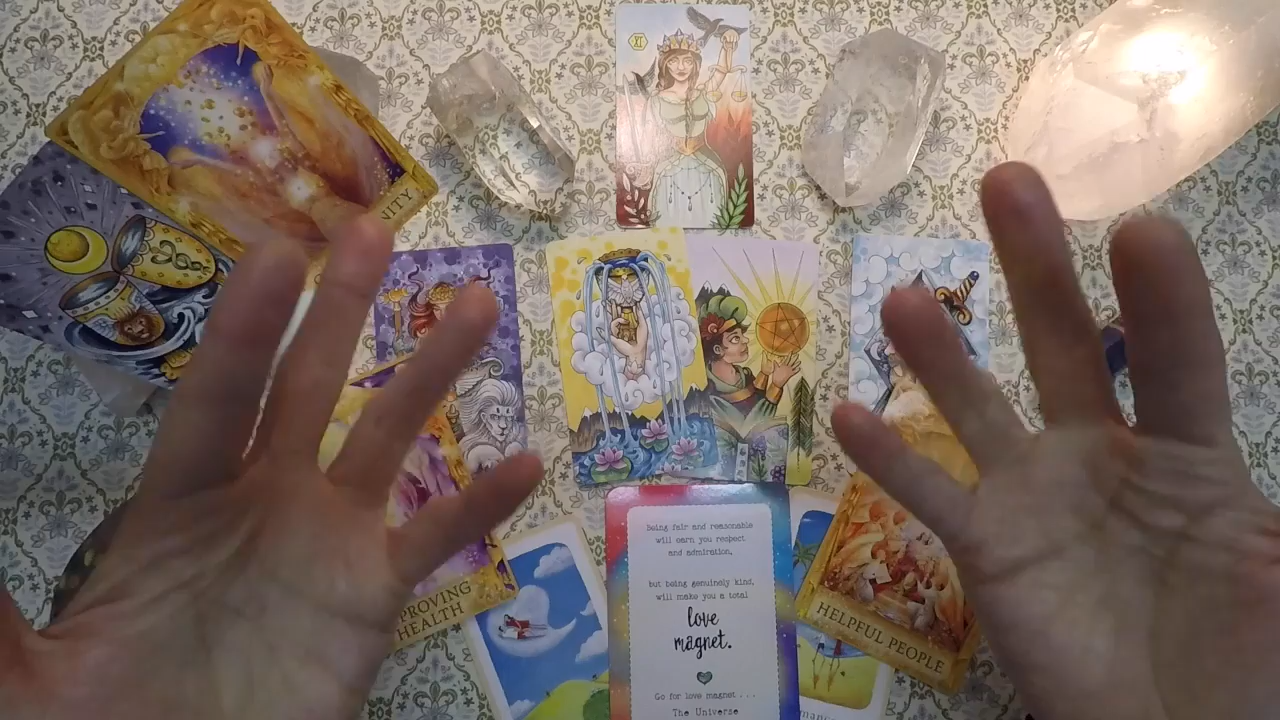 XI
NITY
PROVING
HEALTH
Being fair and reasonable
will earn you respect
and admiration,
but being genuinely kind,
will make you a total
love
magnet.
Go for love magnet . . .
The Universe
HELPFUL PEOPLE